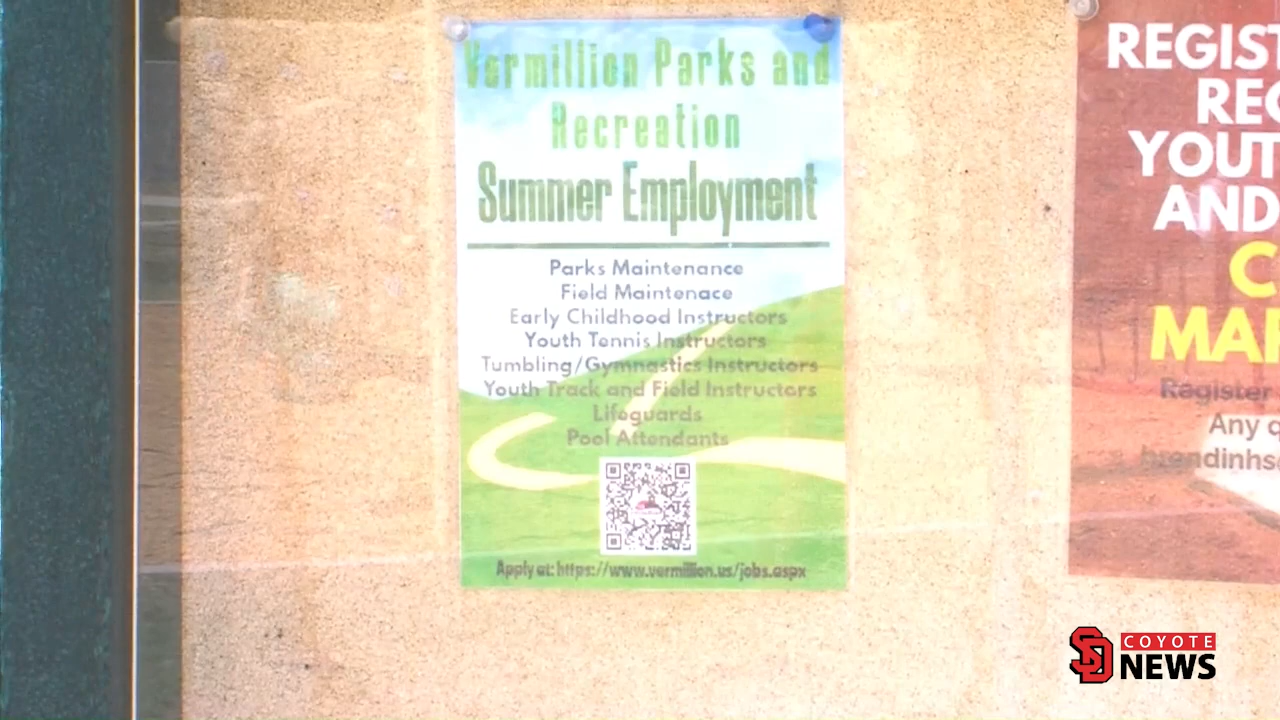 Vermillion Parks and
Recreation
Summer Employment
Parks Maintenance
Field Maintenace
Early Childhood Instructors
Youth Tennis Instructors
Tumbling/Gymnastics Instructors
Youth Track and Field Instructors
Lifeguards
Pool Attendants
Apply at: https://www.vermillion.us/jobs.aspx
REGIST
REC
YOUT
AND
C
MAR
Register
Any q
brendinhs
SD
COYOTE
NEWS